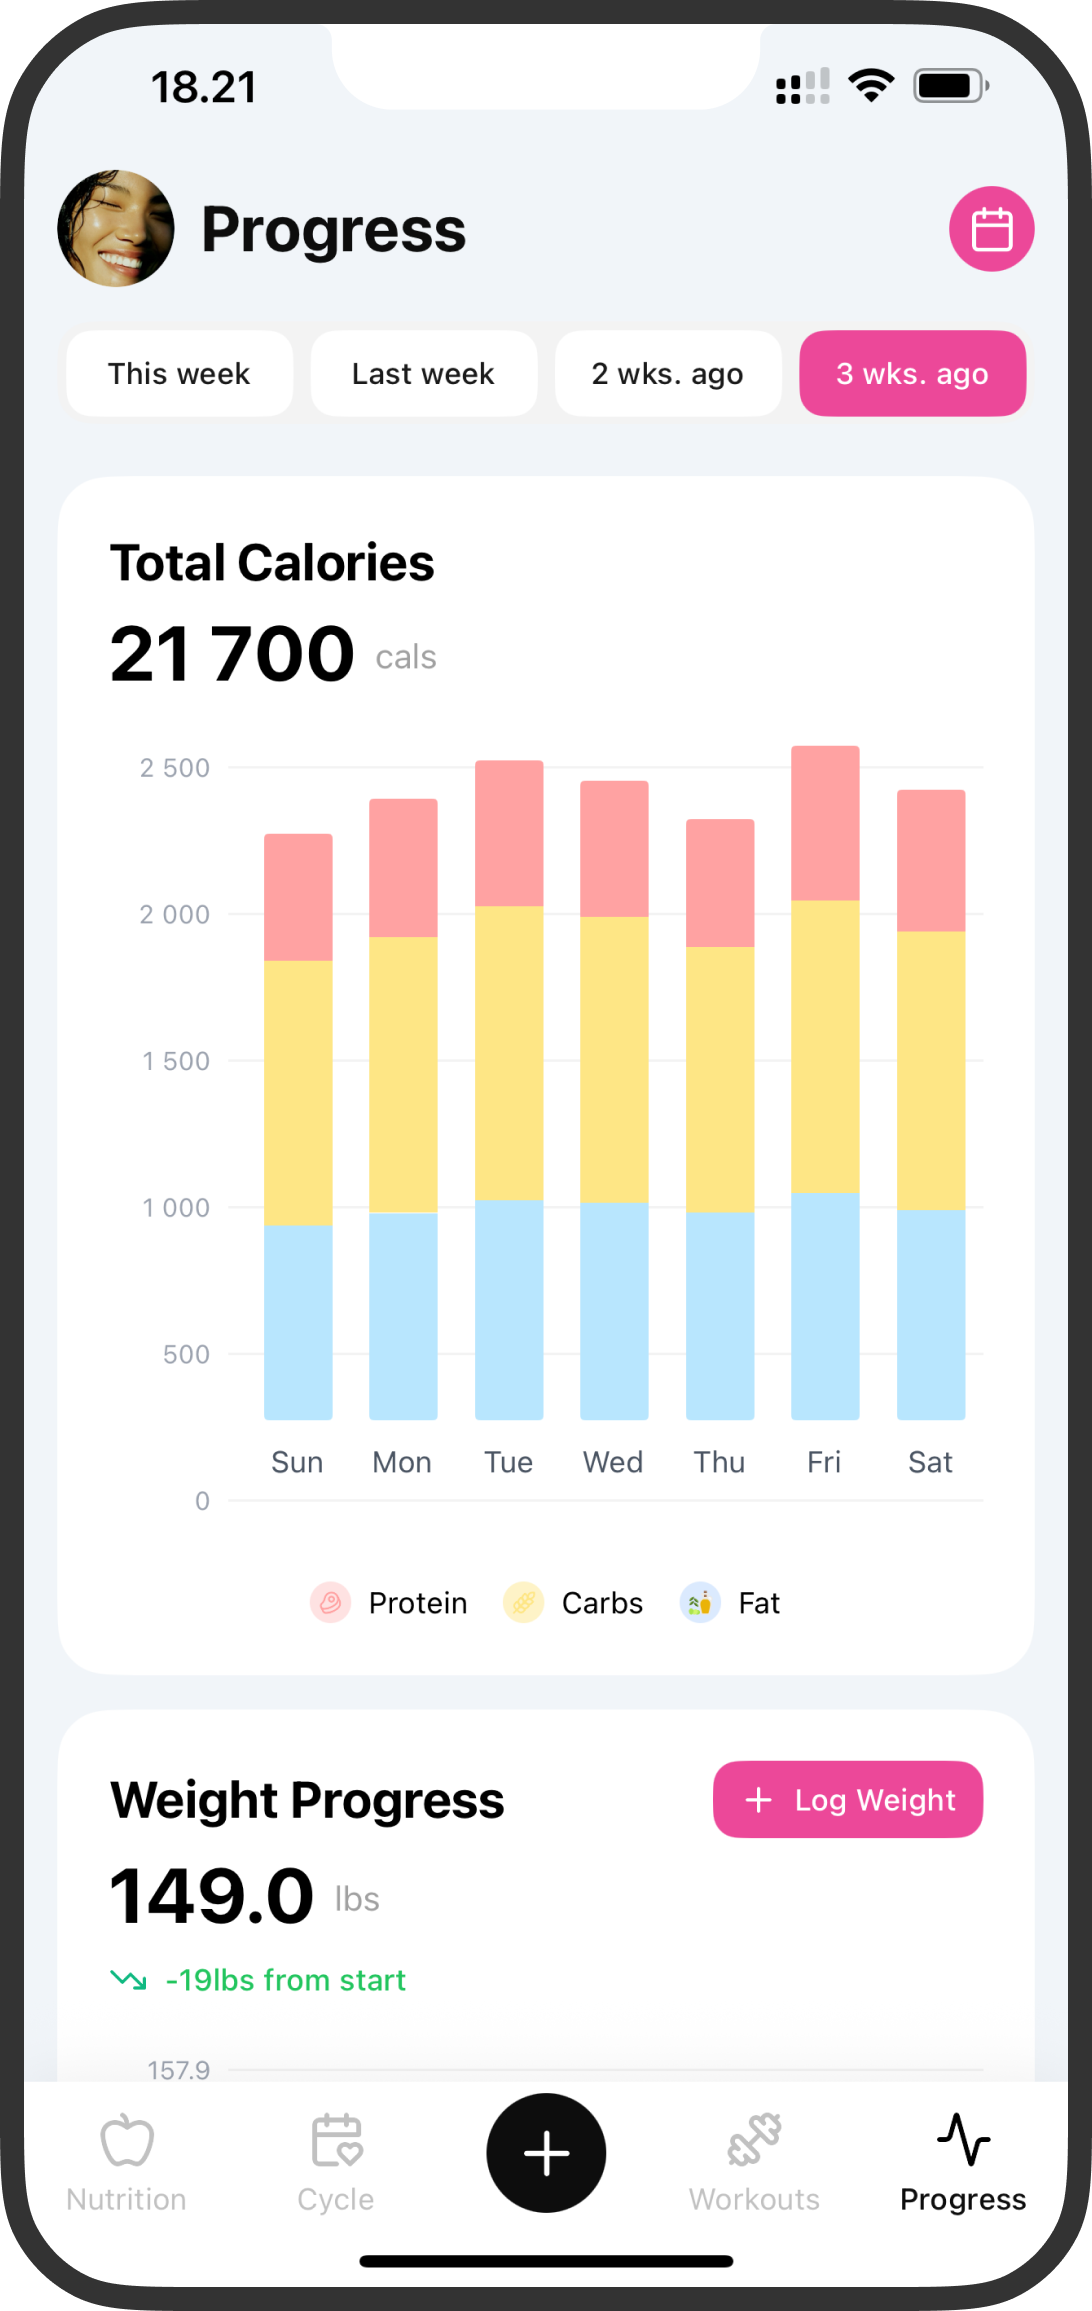 18.21
Progress
This week
Last week
2 wks. ago
3 wks. ago
Total Calories
21 700 cals
2 500
2 000
1 500
1 000
500
Sun Mon Tue Wed Thu Fri Sat
0
Protein Carbs Fat
Weight Progress
+ Log Weight
149.0 lbs
-19lbs from start
157.9
Nutrition
Cycle
Workouts
Progress